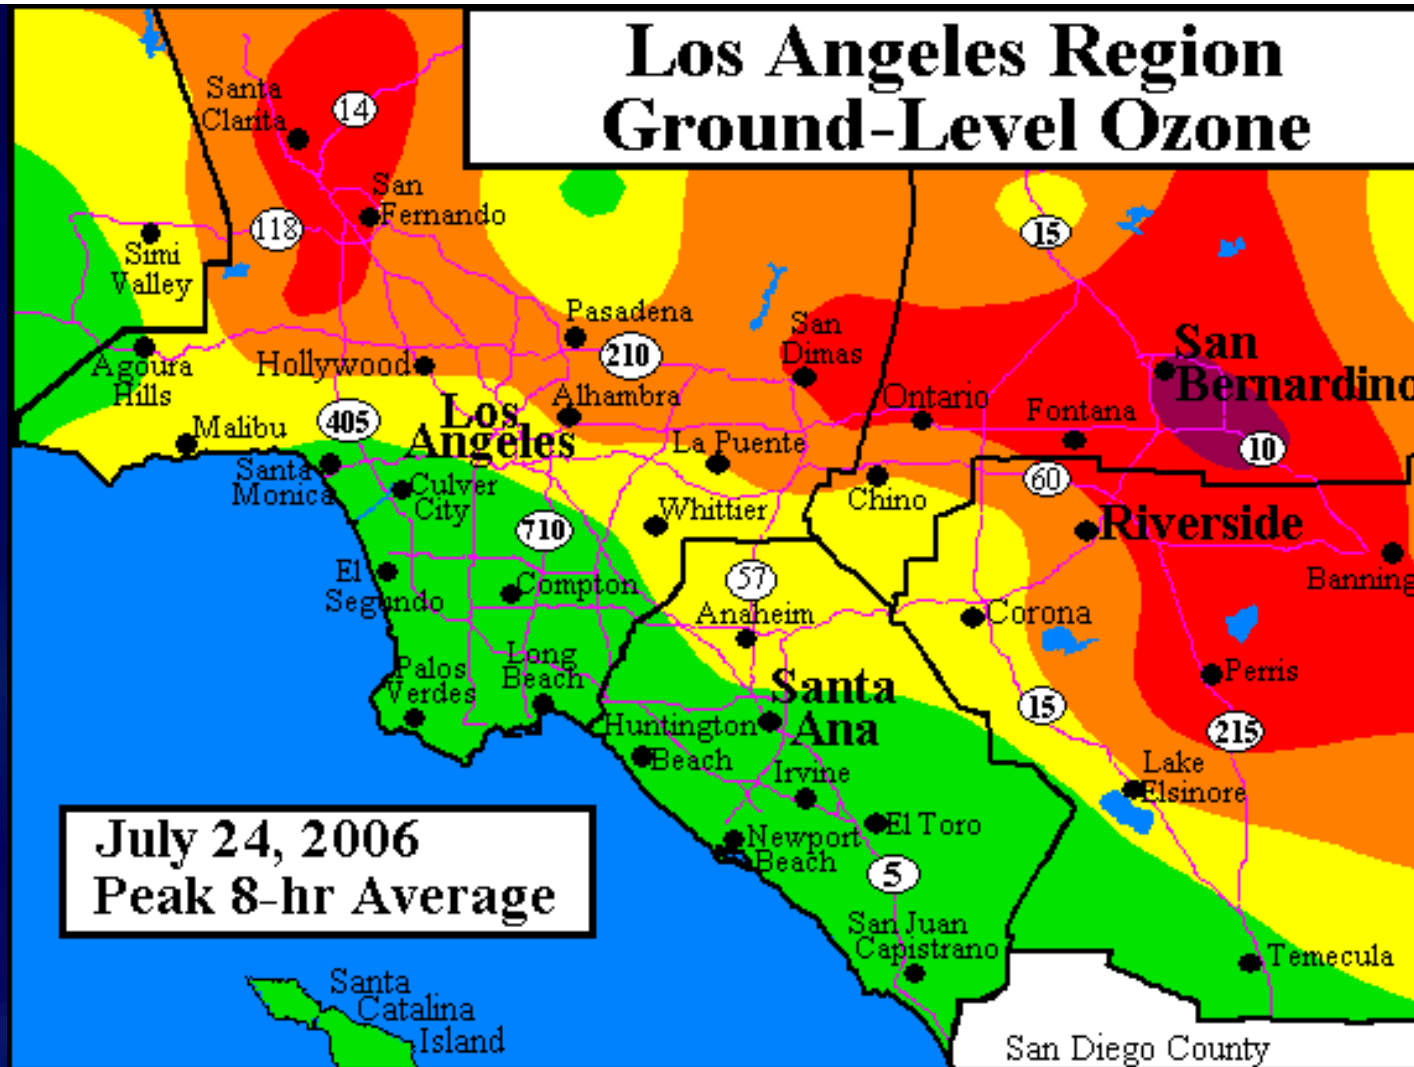 Los Angeles Region
Ground-Level Ozone
Santa
Clarita
14
San
Fernando
118
15
Simi
Valley
Pasadena
San
Dimas
210
San
Bernardino
Agoura
Hills
Hollywood
Alhambra
Ontario
Fontana
405
Los
Angeles
Malibu
La Puente
10
Santa
Monica
Culver
City
60
Chino
Whittier
710
Riverside
El
Segundo
Compton
57
Banning
Anaheim
Corona
Long
Beach
Palos
Verdes
Perris
Santa
Ana
15
215
Huntington
Beach
Irvine
Lake
Elsinore
El Toro
Newport
Beach
5
July 24, 2006
Peak 8-hr Average
San Juan
Capistrano
Temecula
Santa
Catalina
Island
San Diego County